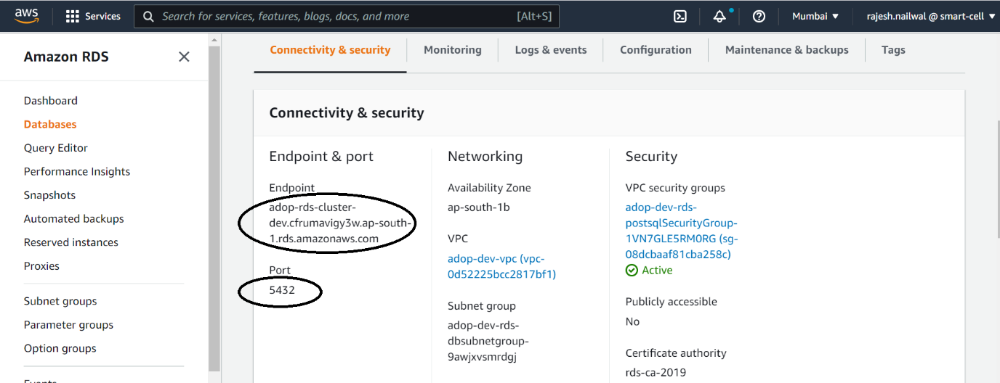 aws
Services
Search for services, features, blogs, docs, and more
[Alt+S]
Mumbai
rajesh.nailwal @ smart-cell
Amazon RDS
Dashboard
Databases
Query Editor
Performance Insights
Snapshots
Automated backups
Reserved instances
Proxies
Subnet groups
Parameter groups
Option groups
Events
Connectivity & security
Monitoring
Logs & events
Configuration
Maintenance & backups
Tags
Connectivity & security
Endpoint & port
Endpoint
adop-rds-cluster-
dev.cfrumavigy3w.ap-south-
1.rds.amazonaws.com
Port
5432
Networking
Availability Zone
ap-south-1b
VPC
adop-dev-vpc (vpc-
0d52225bcc2817bf1)
Subnet group
adop-dev-rds-
dbsubnetgroup-
9awjxvsmrdgj
Security
VPC security groups
adop-dev-rds-
postsqlSecurityGroup-
1VN7GLE5RM0RG (sg-
08dcbaaf81cba258c)
Active
Publicly accessible
No
Certificate authority
rds-ca-2019